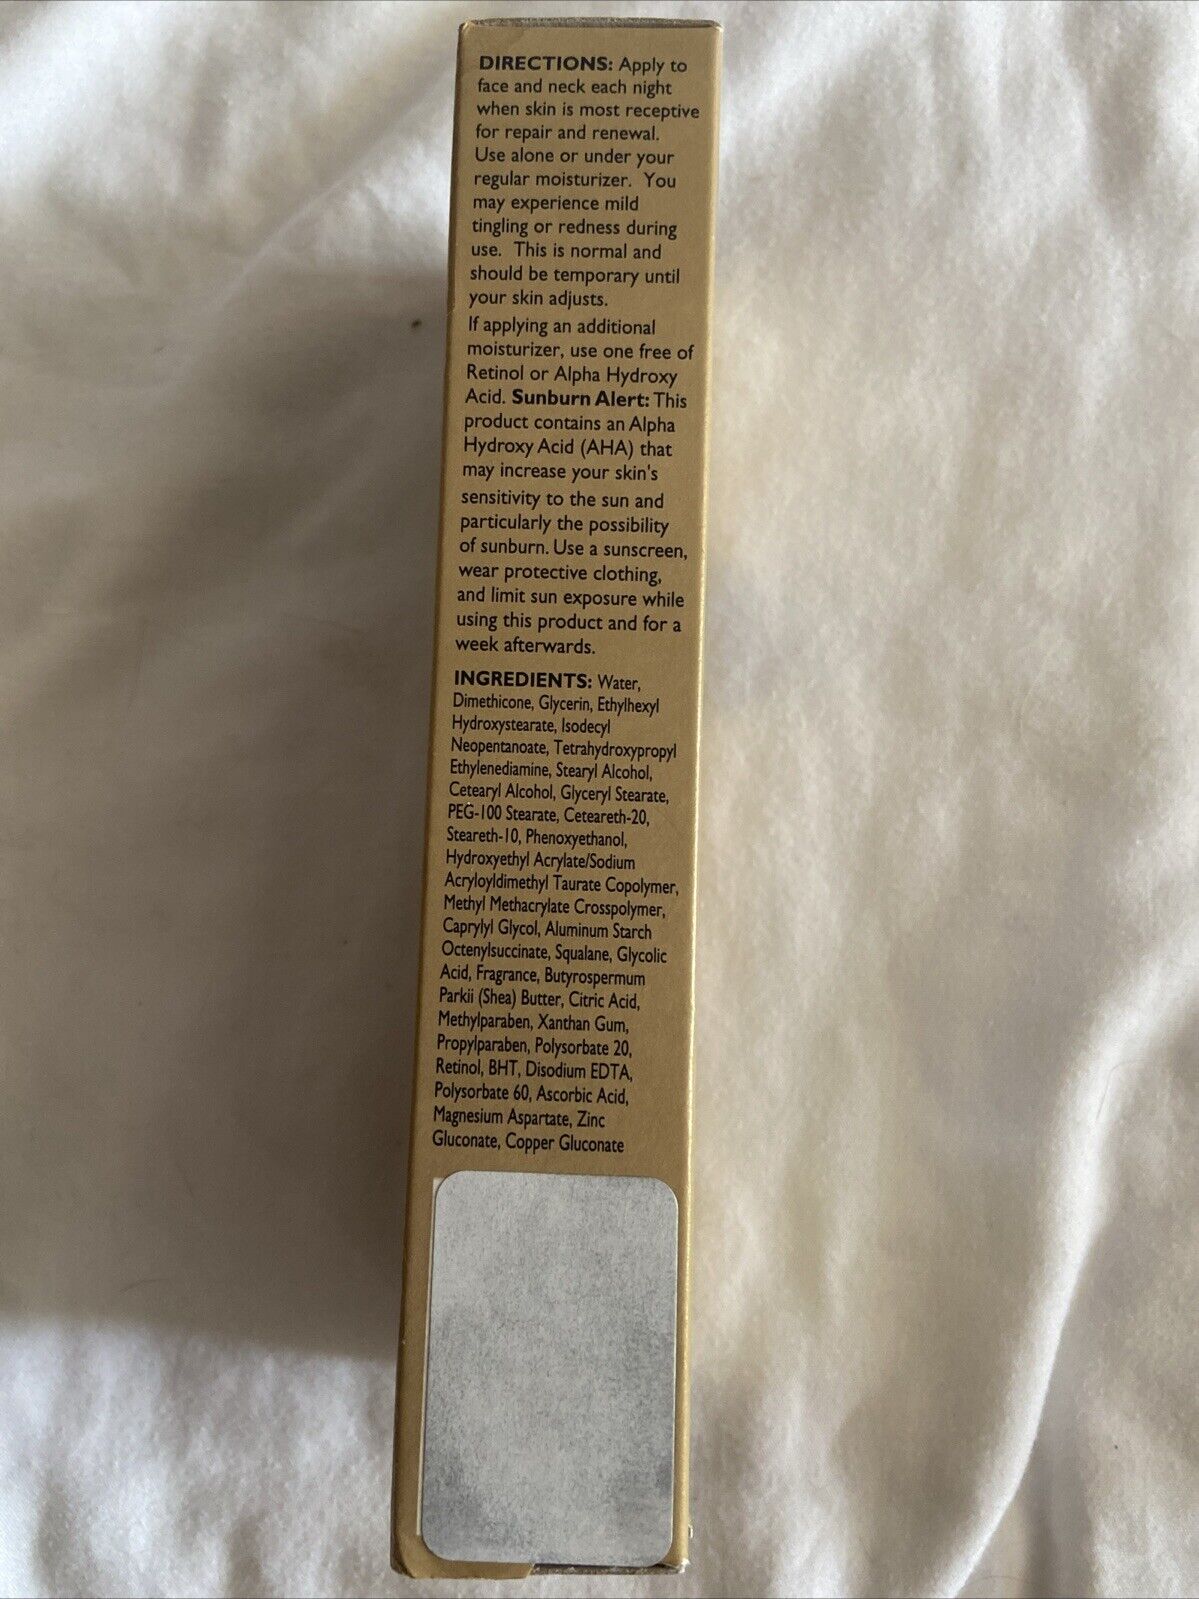 DIRECTIONS: Apply to
face and neck each night
when skin is most receptive
for repair and renewal.
Use alone or under your
regular moisturizer. You
may experience mild
tingling or redness during
use. This is normal and
should be temporary until
your skin adjusts.
If applying an additional
moisturizer, use one free of
Retinol or Alpha Hydroxy
Acid. Sunburn Alert: This
product contains an Alpha
Hydroxy Acid (AHA) that
may increase your skin's
sensitivity to the sun and
particularly the possibility
of sunburn. Use a sunscreen,
wear protective clothing,
and limit sun exposure while
using this product and for a
week afterwards.
INGREDIENTS: Water,
Dimethicone, Glycerin, Ethylhexyl
Hydroxystearate, Isodecyl
Neopentanoate, Tetrahydroxypropyl
Ethylenediamine, Stearyl Alcohol,
Cetearyl Alcohol, Glyceryl Stearate,
PEG-100 Stearate, Ceteareth-20,
Steareth-10, Phenoxyethanol,
Hydroxyethyl Acrylate/Sodium
Acryloyldimethyl Taurate Copolymer,
Methyl Methacrylate Crosspolymer,
Caprylyl Glycol, Aluminum Starch
Octenylsuccinate, Squalane, Glycolic
Acid, Fragrance, Butyrospermum
Parkii (Shea) Butter, Citric Acid,
Methylparaben, Xanthan Gum,
Propylparaben, Polysorbate 20,
Retinol, BHT, Disodium EDTA,
Polysorbate 60, Ascorbic Acid,
Magnesium Aspartate, Zinc
Gluconate, Copper Gluconate